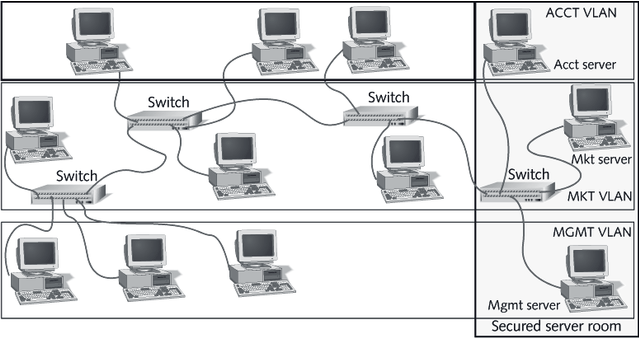 ACCT VLAN
Acct server
Switch
Switch
Mkt server
Switch
Switch
MKT VLAN
MGMT VLAN
Mgmt server
Secured server room